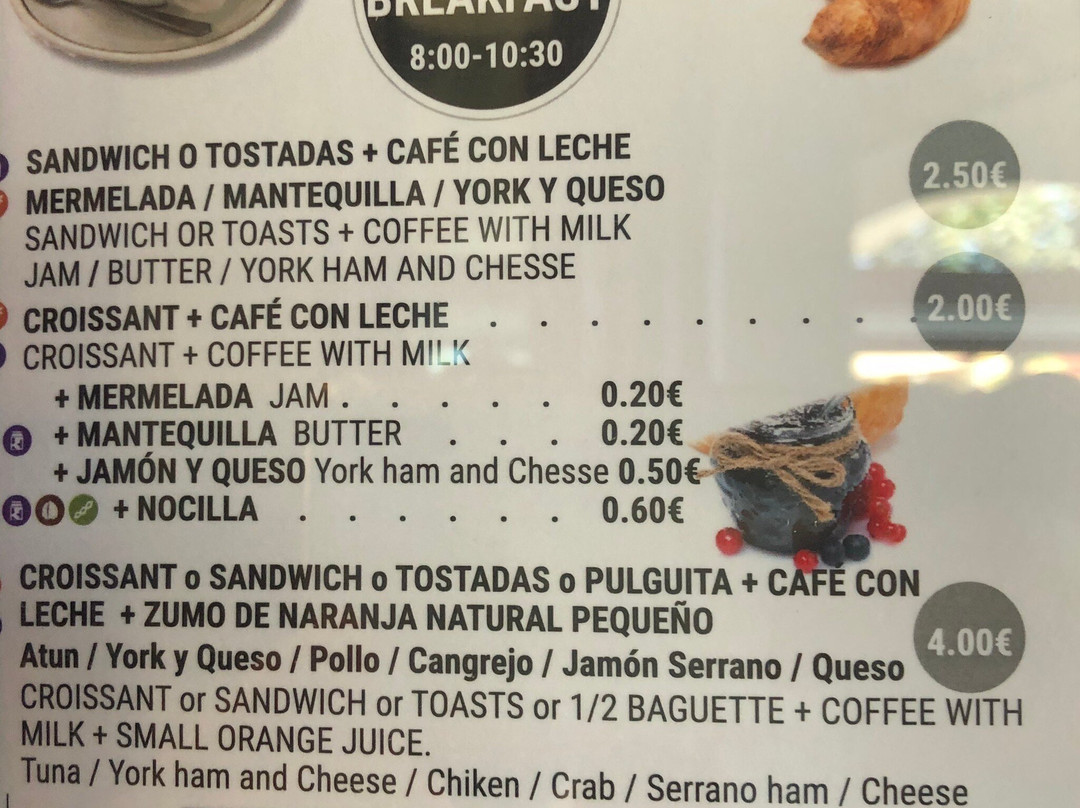 BREAKFAST
8:00-10:30
SANDWICH O TOSTADAS + CAFÉ CON LECHE
MERMELADA / MANTEQUILLA / YORK Y QUESO
2.50€
SANDWICH OR TOASTS + COFFEE WITH MILK
JAM / BUTTER / YORK HAM AND CHESSE
CROISSANT + CAFÉ CON LECHE . . . . . . . . . 2.00€
CROISSANT + COFFEE WITH MILK
+ MERMELADA JAM . . . . . 0.20€
+ MANTEQUILLA BUTTER . . . 0.20€
+ JAMÓN Y QUESO York ham and Chesse 0.50€
+ NOCILLA . . . . . . 0.60€
CROISSANT o SANDWICH o TOSTADAS o PULGUITA + CAFÉ CON
LECHE + ZUMO DE NARANJA NATURAL PEQUEÑO
4.00€
Atun / York y Queso / Pollo / Cangrejo / Jamón Serrano / Queso
CROISSANT or SANDWICH or TOASTS or 1/2 BAGUETTE + COFFEE WITH
MILK + SMALL ORANGE JUICE.
Tuna / York ham and Cheese / Chiken / Crab / Serrano ham / Cheese